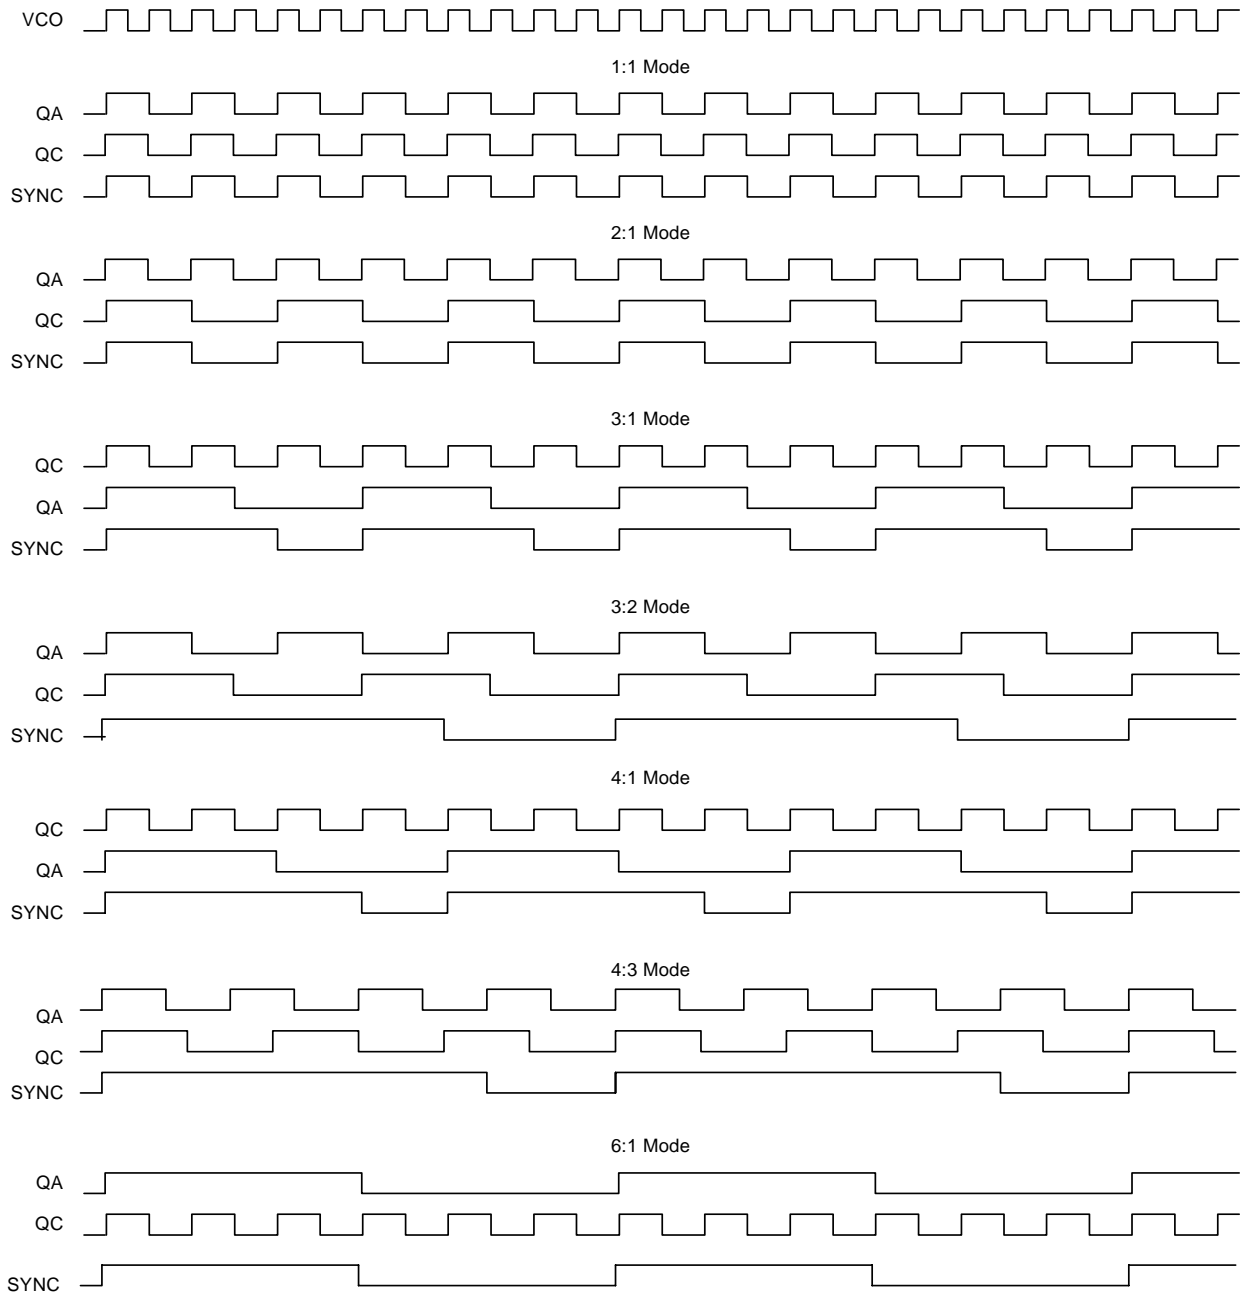 VCO
1:1 Mode
QA
QC
SYNC
2:1 Mode
QA
QC
SYNC
3:1 Mode
QC
QA
SYNC
3:2 Mode
QA
QC
SYNC
4:1 Mode
QC
QA
SYNC
4:3 Mode
QA
QC
SYNC
6:1 Mode
QA
QC
SYNC